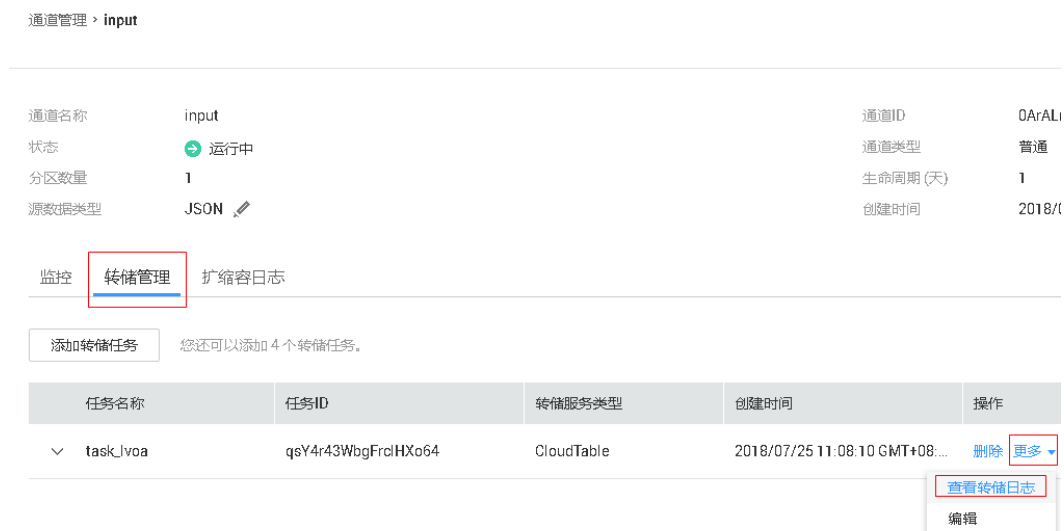 通道管理 > input
通道名称 input 通道ID 0ArAL
状态 运行中 通道类型 普通
分区数量 1 生命周期 (天) 1
源数据类型 JSON 创建时间 2018/0
监控 转储管理 扩缩容日志
添加转储任务 您还可以添加 4 个转储任务。
任务名称 任务ID 转储服务类型 创建时间 操作
task_lvoa qsY4r43WbgFrclHXo64 CloudTable 2018/07/25 11:08:10 GMT+08:... 删除 更多
查看转储日志
编辑